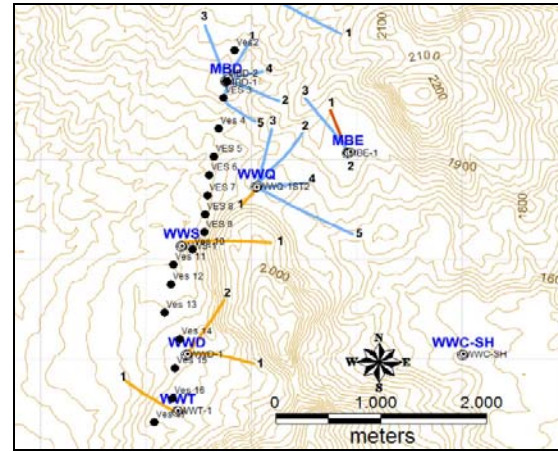 3
1
2100
Ves2
2100
MBD
MBD-2
MBD-1
4
2200
VES 3
2
3
1
5
Ves 4
3
2
MBE
MBE-1
VES 5
2
1900
VES 6
WWQ
4
VES 7
WWQ-1ST2
1
1800
VES 8
VES 9
5
WWS
Ves 10
1
Ves 11
2.000
Ves 12
2
Ves 13
N
Ves 14
WWD
WWD-1
WWC-SH
W
E
WWC-SH
Ves 15
1
1
S
Ves 16
WWT
WWT-1
0
1.000
2.000
meters